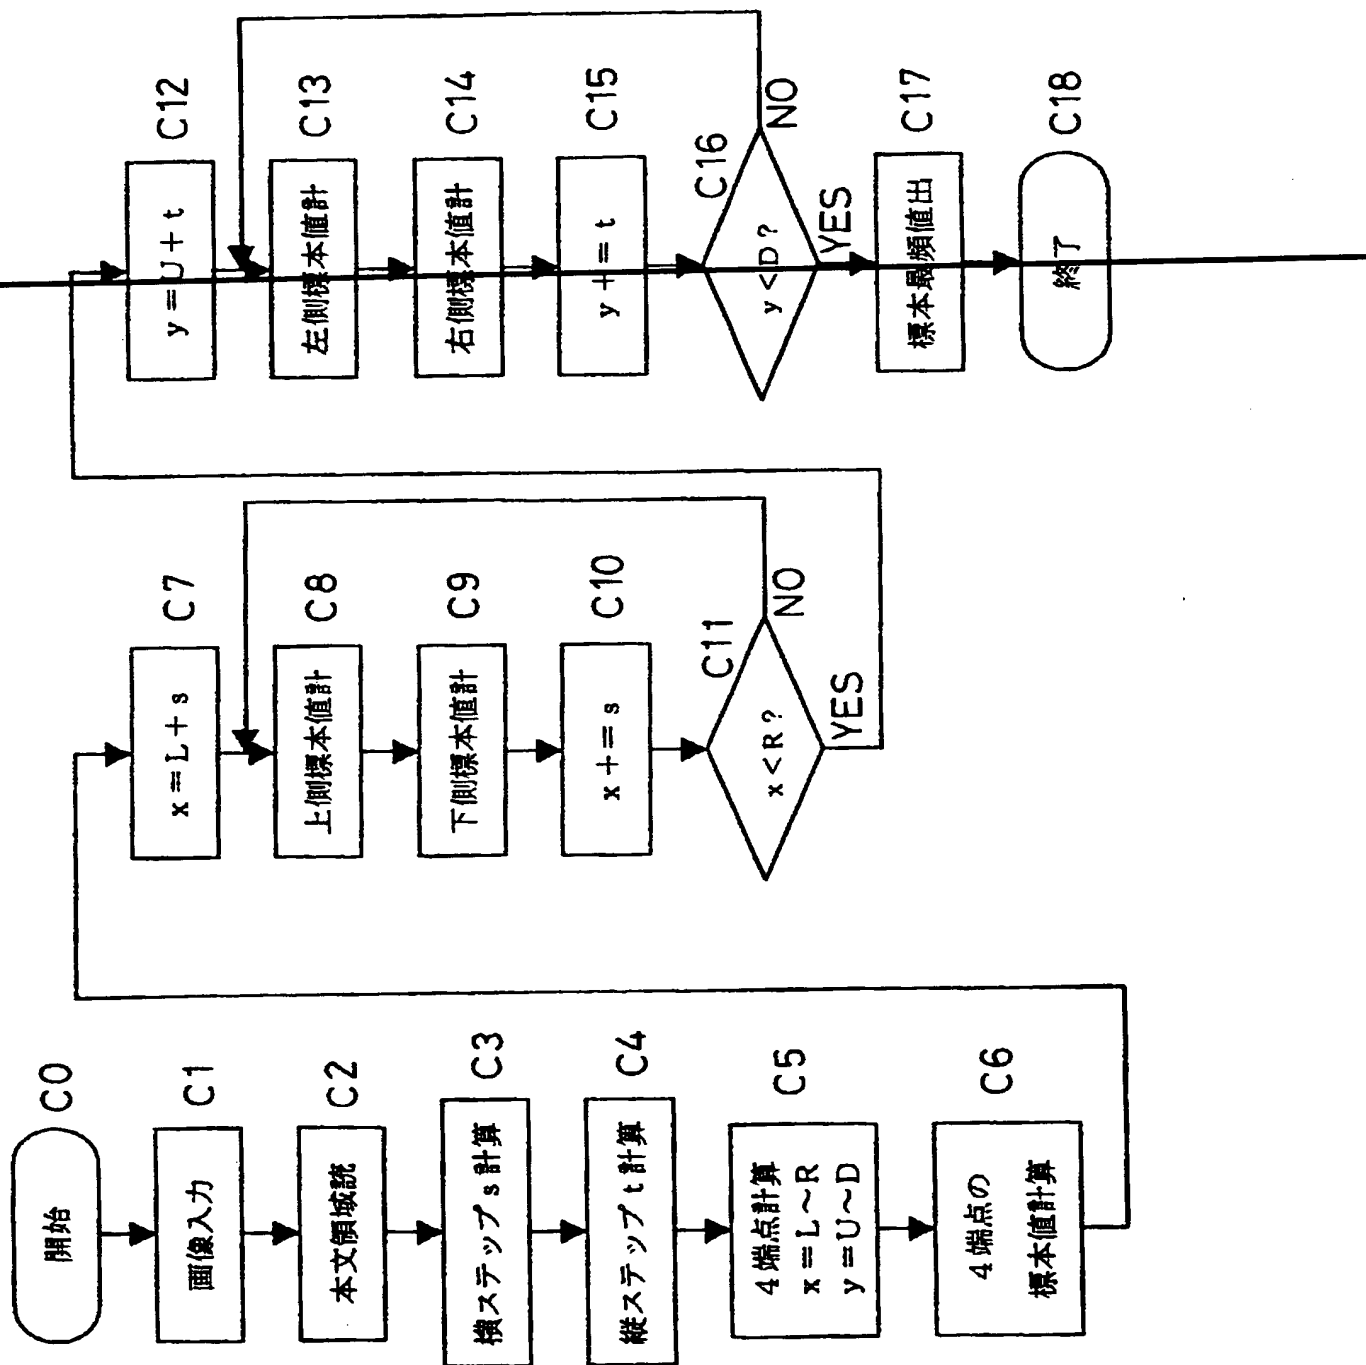 C0
開始
C1
画像入力
C2
本文領域読
C3
横ステップs計算
C4
縦ステップt計算
C5
4端点計算
x=L~R
y=U~D
C6
4端点の
標本値計算
C7
x=L+s
C8
上側標本値計
C9
下側標本値計
C10
x+=s
C11
x<R?
NO
YES
C12
y=U+t
C13
左側標本値計
C14
右側標本値計
C15
y+=t
C16
y<D?
NO
YES
C17
標本最頻値出
C18
終了